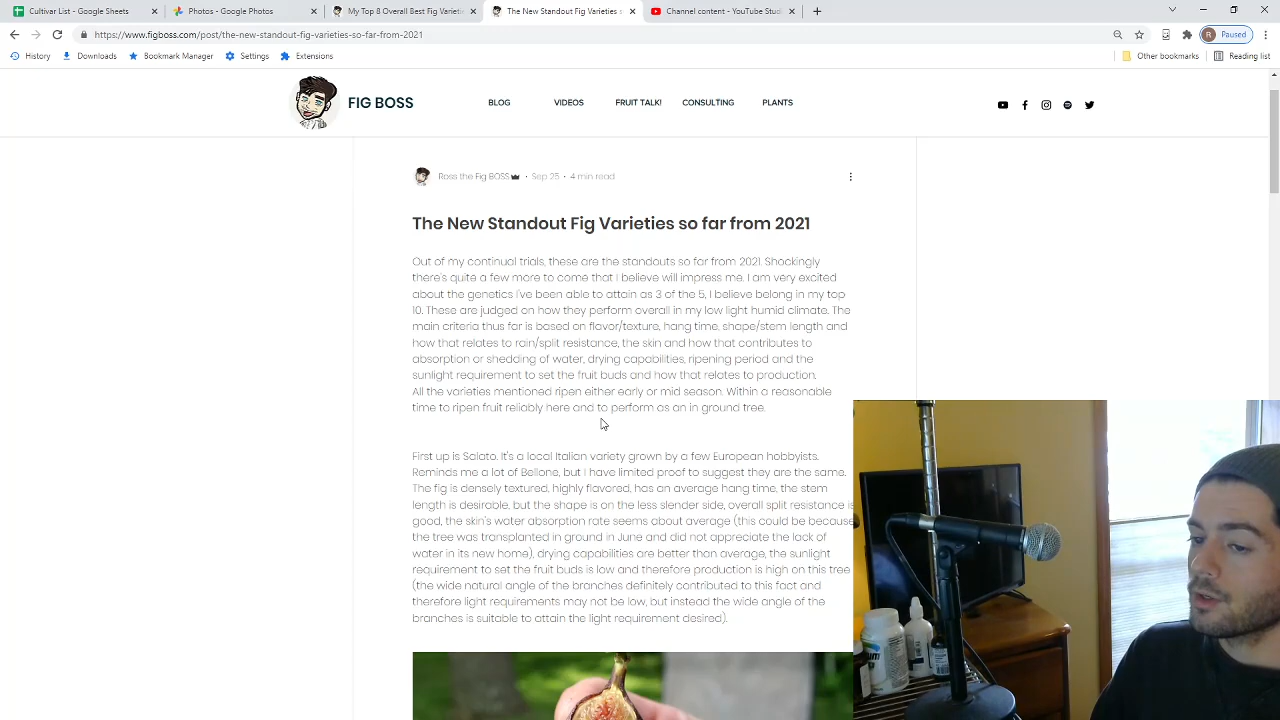 Cultivar List - Google Sheets
Photos - Google Photos
My Top 8 Overall Best Fig Varietie
The New Standout Fig Varieties s
Channel content - YouTube Studi
https://www.figboss.com/post/the-new-standout-fig-varieties-so-far-from-2021
R Paused
History Downloads Bookmark Manager Settings Extensions Other bookmarks Reading list
FIG BOSS BLOG VIDEOS FRUIT TALK! CONSULTING PLANTS
Ross the Fig BOSS · Sep 25 · 4 min read
The New Standout Fig Varieties so far from 2021
Out of my continual trials, these are the standouts so far from 2021. Shockingly
there's quite a few more to come that I believe will impress me. I am very excited
about the genetics I've been able to attain as 3 of the 5, I believe belong in my top
10. These are judged on how they perform overall in my low light humid climate. The
main criteria thus far is based on flavor/texture, hang time, shape/stem length and
how that relates to rain/split resistance, the skin and how that contributes to
absorption or shedding of water, drying capabilities, ripening period and the
sunlight requirement to set the fruit buds and how that relates to production.
All the varieties mentioned ripen either early or mid season. Within a reasonable
time to ripen fruit reliably here and to perform as an in ground tree.
First up is Salato. It's a local Italian variety grown by a few European hobbyists.
Reminds me a lot of Bellone, but I have limited proof to suggest they are the same.
The fig is densely textured, highly flavored, has an average hang time, the stem
length is desirable, but the shape is on the less slender side, overall split resistance is
good, the skin's water absorption rate seems about average (this could be because
the tree was transplanted in ground in June and did not appreciate the lack of
water in its new home), drying capabilities are better than average, the sunlight
requirement to set the fruit buds is low and therefore production is high on this tree
(the wide natural angle of the branches definitely contributed to this fact and
therefore light requirements may not be low, but instead the wide angle of the
branches is suitable to attain the light requirement desired).